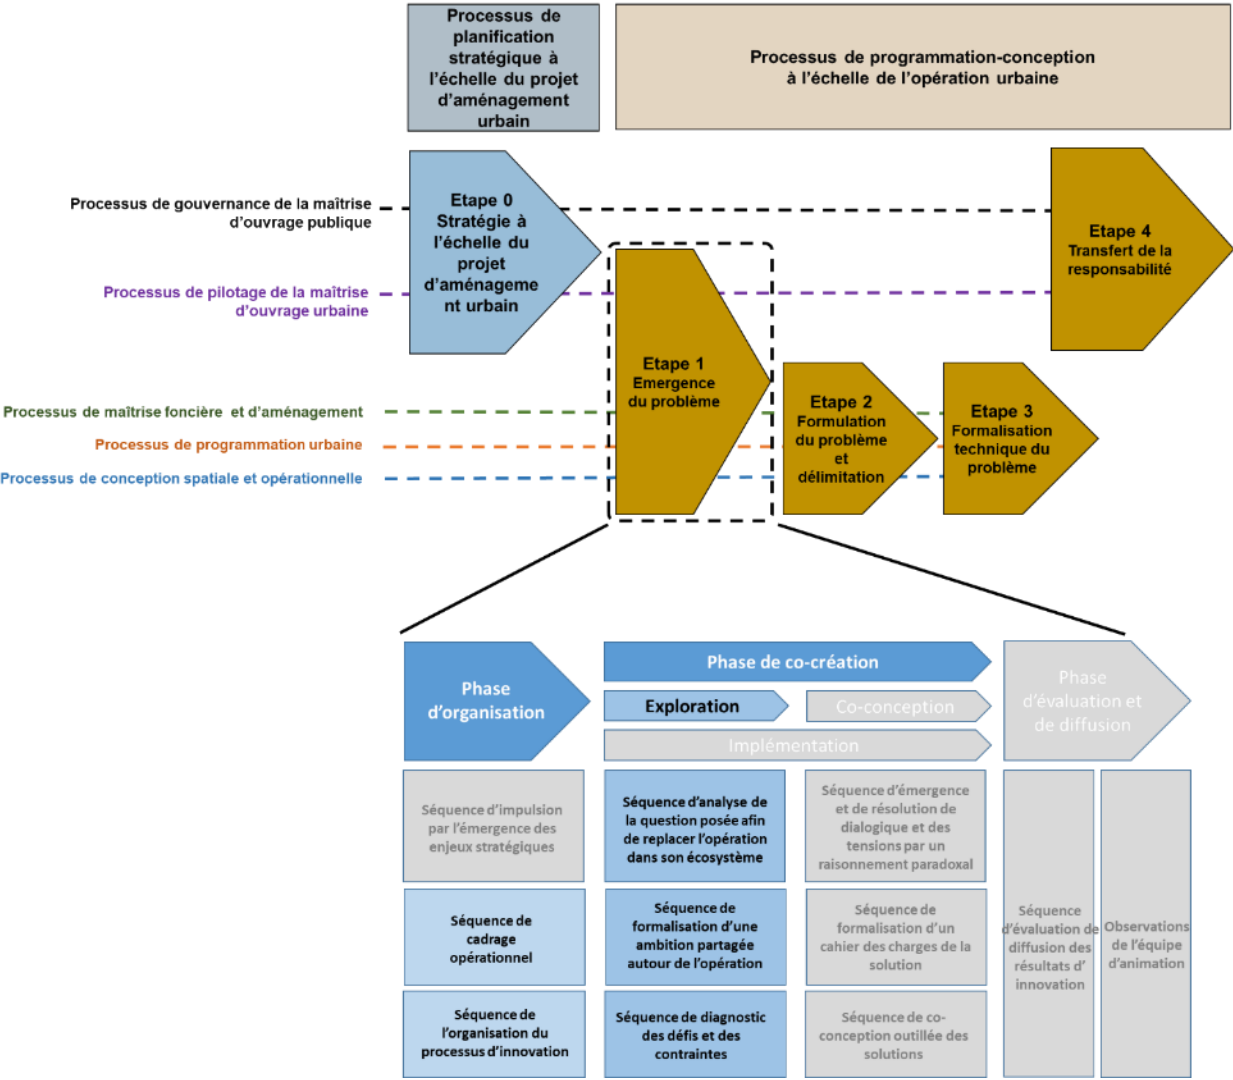 Processus de
planification
stratégique à
l'échelle du projet
d'aménagement
urbain
Processus de programmation-conception
à l'échelle de l'opération urbaine
Processus de gouvernance de la maîtrise
d'ouvrage publique
Etape 0
Stratégie à
l'échelle du
projet
d'aménageme
nt urbain
Etape 4
Transfert de la
responsabilité
Processus de pilotage de la maîtrise
d'ouvrage urbaine
Etape 1
Emergence
du problème
Processus de maîtrise foncière et d'aménagement
Processus de programmation urbaine
Processus de conception spatiale et opérationnelle
Etape 2
Formulation
du problème
et
délimitation
Etape 3
Formalisation
technique du
problème
Phase
d'organisation
Phase de co-création
Exploration
Co-conception
Implémentation
Phase
d'évaluation et
de diffusion
Séquence d'impulsion
par l'émergence des
enjeux stratégiques
Séquence d'analyse de
la question posée afin
de replacer l'opération
dans son écosystème
Séquence d'émergence
et de résolution de
dialogique et des
tensions par un
raisonnement paradoxal
Séquence de
cadrage
opérationnel
Séquence de
formalisation d'une
ambition partagée
autour de l'opération
Séquence de
formalisation d'un
cahier des charges de la
solution
Séquence
d'évaluation de
diffusion des
résultats d'
innovation
Observations
de l'équipe
d'animation
Séquence de
l'organisation du
processus d'innovation
Séquence de diagnostic
des défis et des
contraintes
Séquence de co-
conception outillée des
solutions